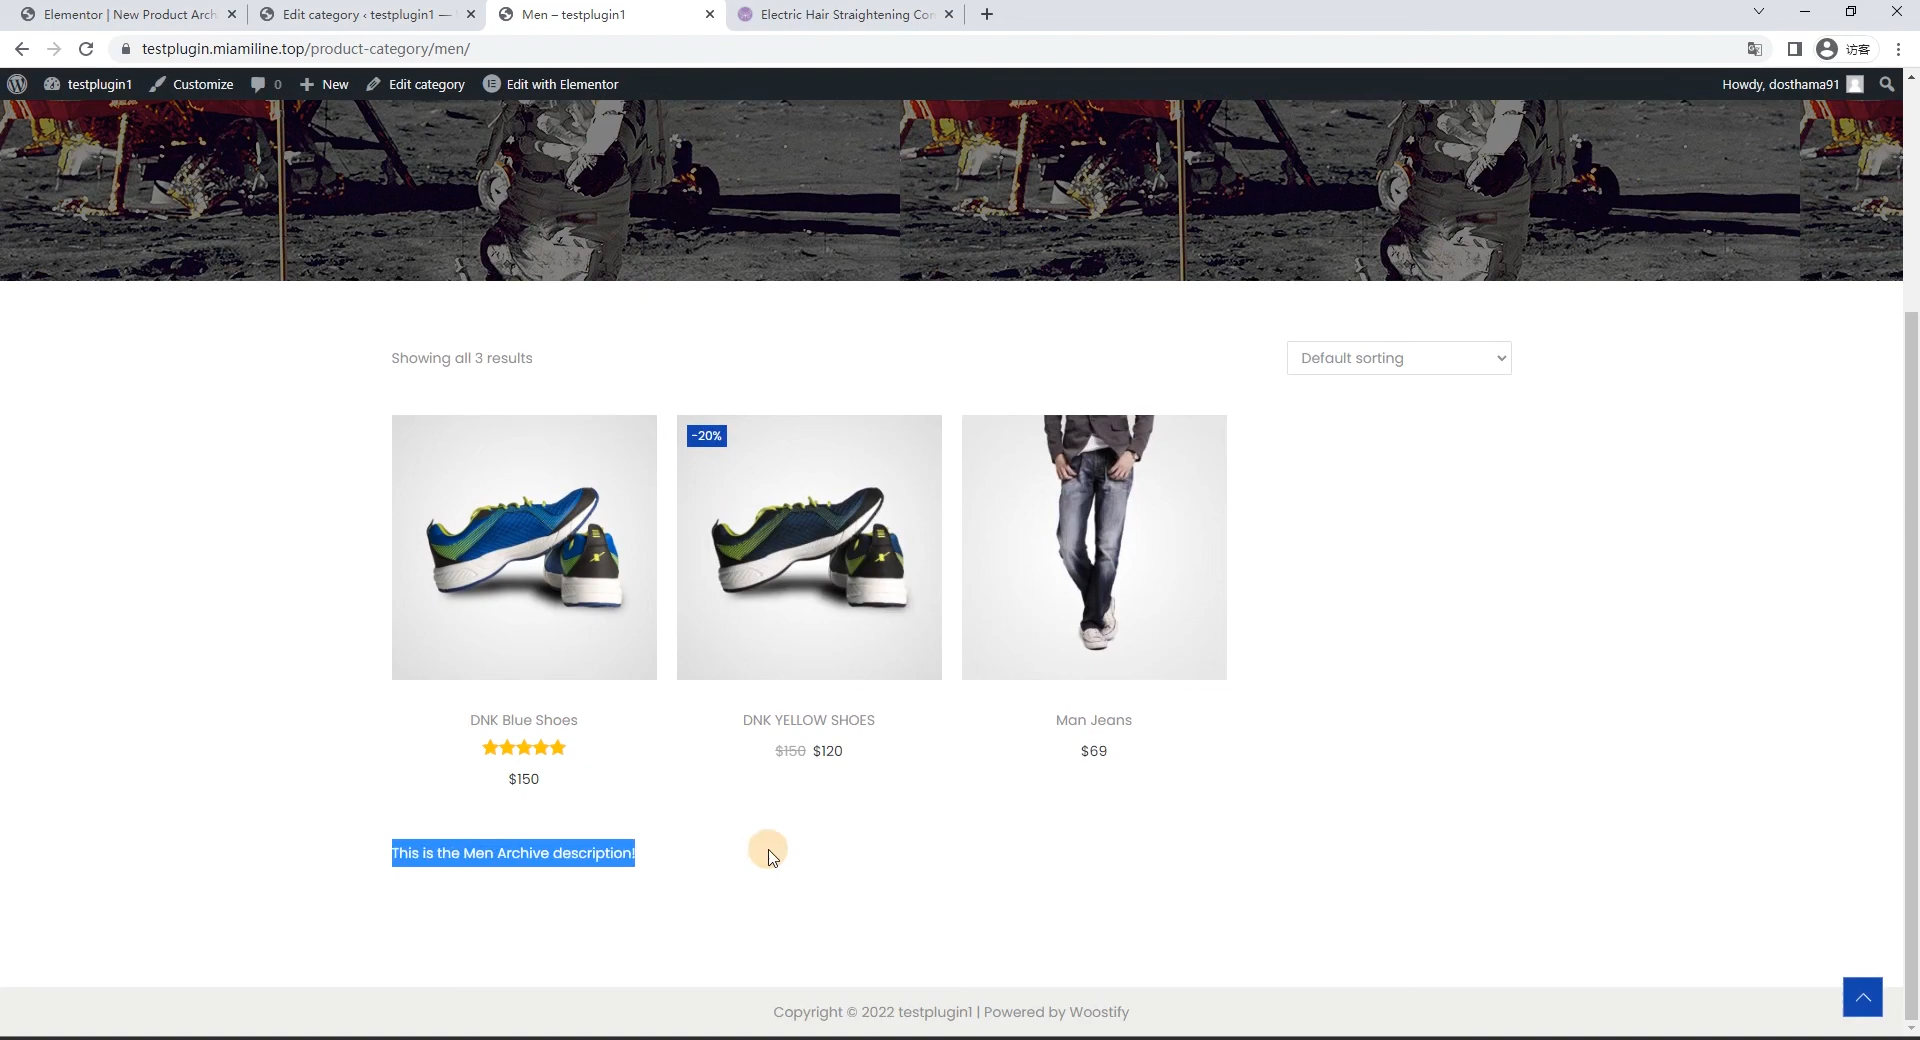 Elementor | New Product Arch
Edit category ‹ testplugin1 —
Men – testplugin1
Electric Hair Straightening Con
testplugin.miamiline.top/product-category/men/
访客
testplugin1
Customize
0
New
Edit category
Edit with Elementor
Howdy, dosthama91
Showing all 3 results
Default sorting
-20%
DNK Blue Shoes
DNK YELLOW SHOES
Man Jeans
$150 $120
$69
$150
This is the Men Archive description!
Copyright © 2022 testplugin1 | Powered by Woostify